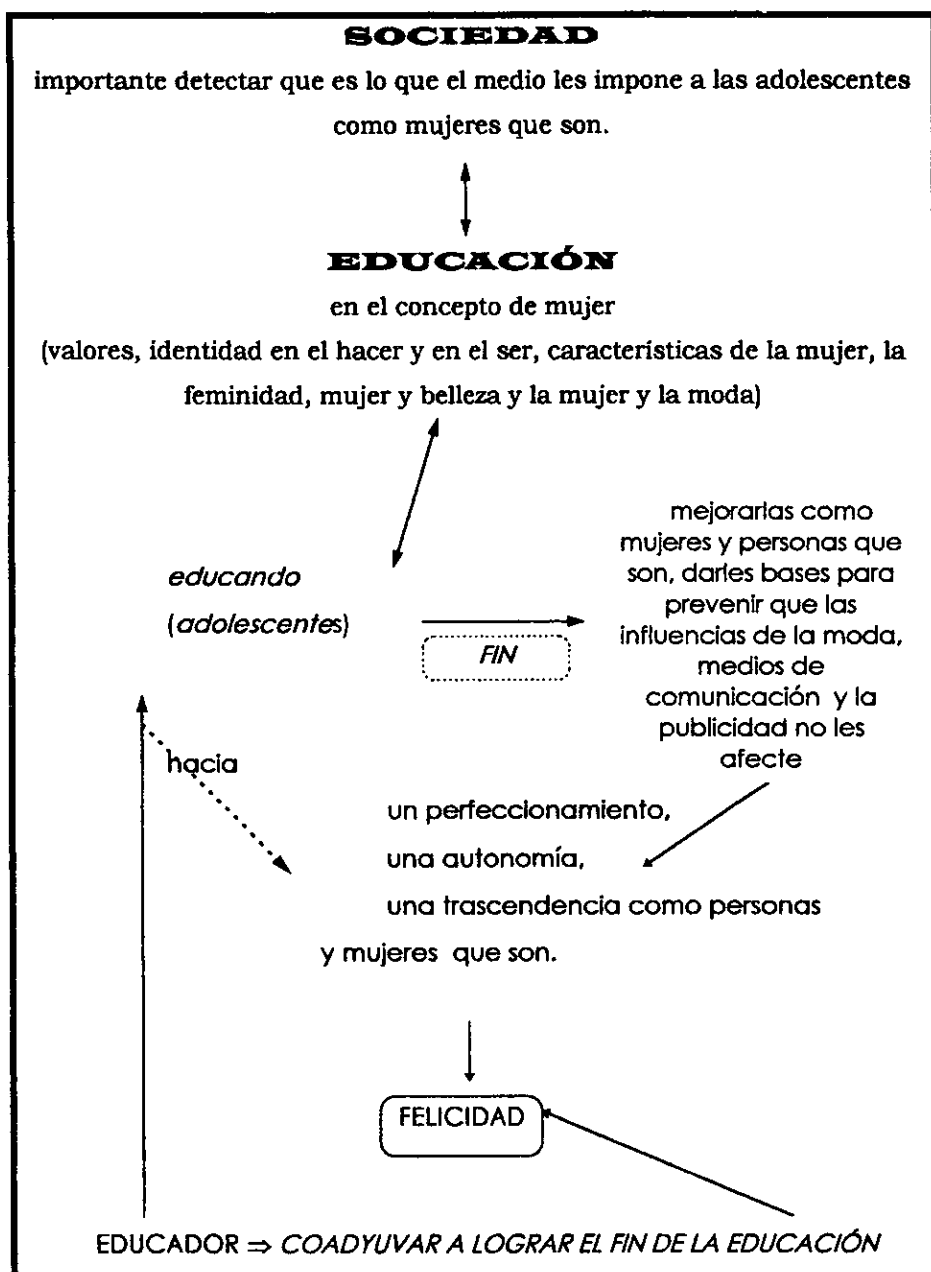 SOCIEDAD
importante detectar que es lo que el medio les impone a las adolescentes
como mujeres que son.
EDUCACIÓN
en el concepto de mujer
(valores, identidad en el hacer y en el ser, características de la mujer, la
feminidad, mujer y belleza y la mujer y la moda)
educando
(adolescentes)
FIN
mejorarlas como
mujeres y personas que
son, darles bases para
prevenir que las
influencias de la moda,
medios de
comunicación y la
publicidad no les
afecte
hacia
un perfeccionamiento,
una autonomía,
una trascendencia como personas
y mujeres que son.
FELICIDAD
EDUCADOR ⇒ COADYUVAR A LOGRAR EL FIN DE LA EDUCACIÓN